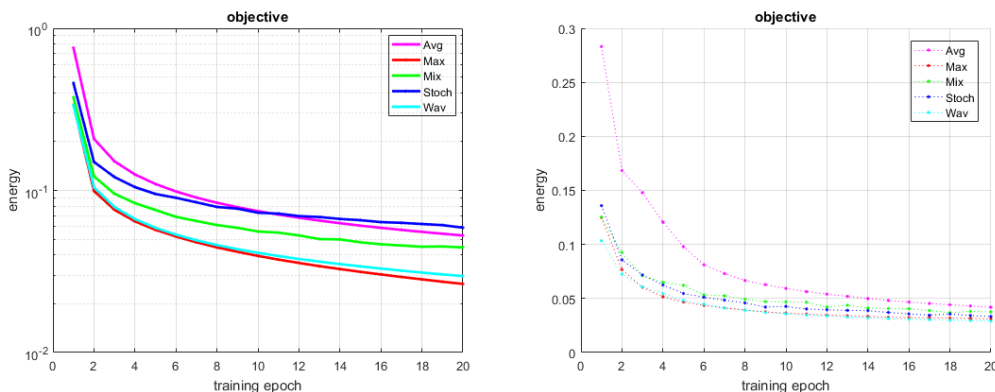 objective
10^0
10^-1
10^-2
energy
0 2 4 6 8 10 12 14 16 18 20
training epoch
Avg
Max
Mix
Stoch
Wav
objective
0.3
0.25
0.2
0.15
0.1
0.05
0
energy
0 2 4 6 8 10 12 14 16 18 20
training epoch
Avg
Max
Mix
Stoch
Wav